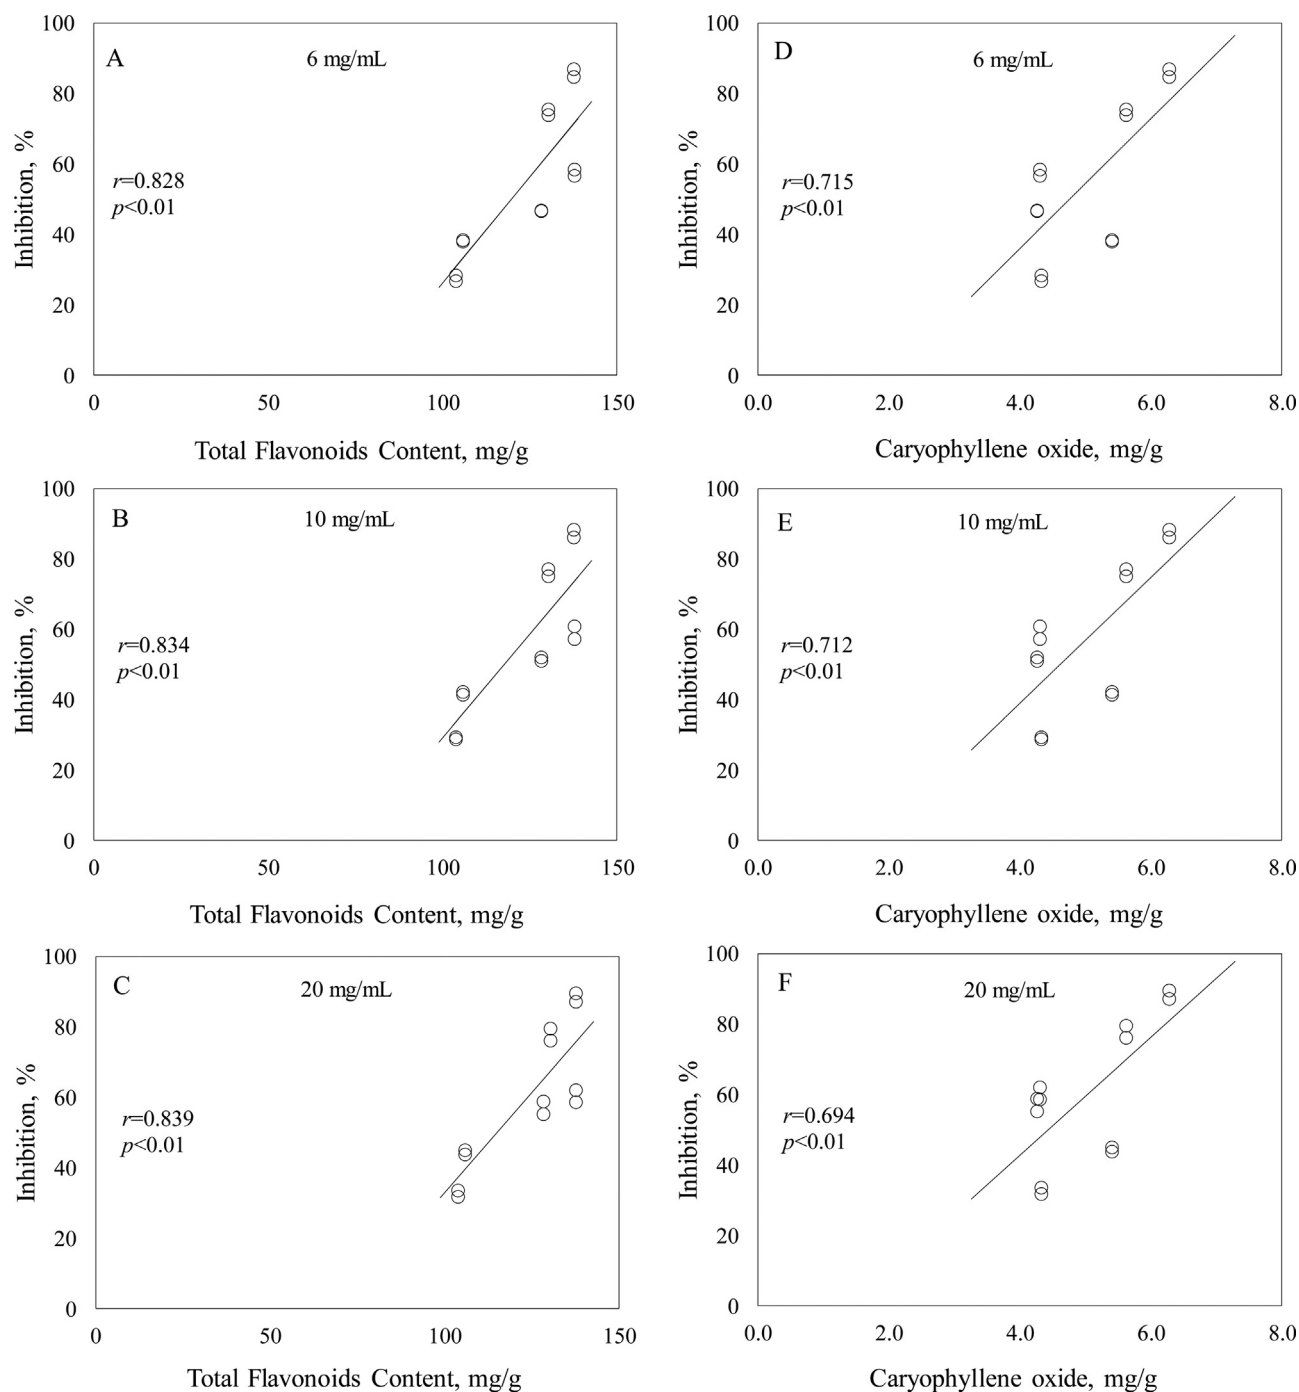 A
6 mg/mL
r=0.828
p<0.01
100
80
60
40
20
0
0 50 100 150
Inhibition, %
Total Flavonoids Content, mg/g
D
6 mg/mL
r=0.715
p<0.01
100
80
60
40
20
0
0.0 2.0 4.0 6.0 8.0
Inhibition, %
Caryophyllene oxide, mg/g
B
10 mg/mL
r=0.834
p<0.01
100
80
60
40
20
0
0 50 100 150
Inhibition, %
Total Flavonoids Content, mg/g
E
10 mg/mL
r=0.712
p<0.01
100
80
60
40
20
0
0.0 2.0 4.0 6.0 8.0
Inhibition, %
Caryophyllene oxide, mg/g
C
20 mg/mL
r=0.839
p<0.01
100
80
60
40
20
0
0 50 100 150
Inhibition, %
Total Flavonoids Content, mg/g
F
20 mg/mL
r=0.694
p<0.01
100
80
60
40
20
0
0.0 2.0 4.0 6.0 8.0
Inhibition, %
Caryophyllene oxide, mg/g